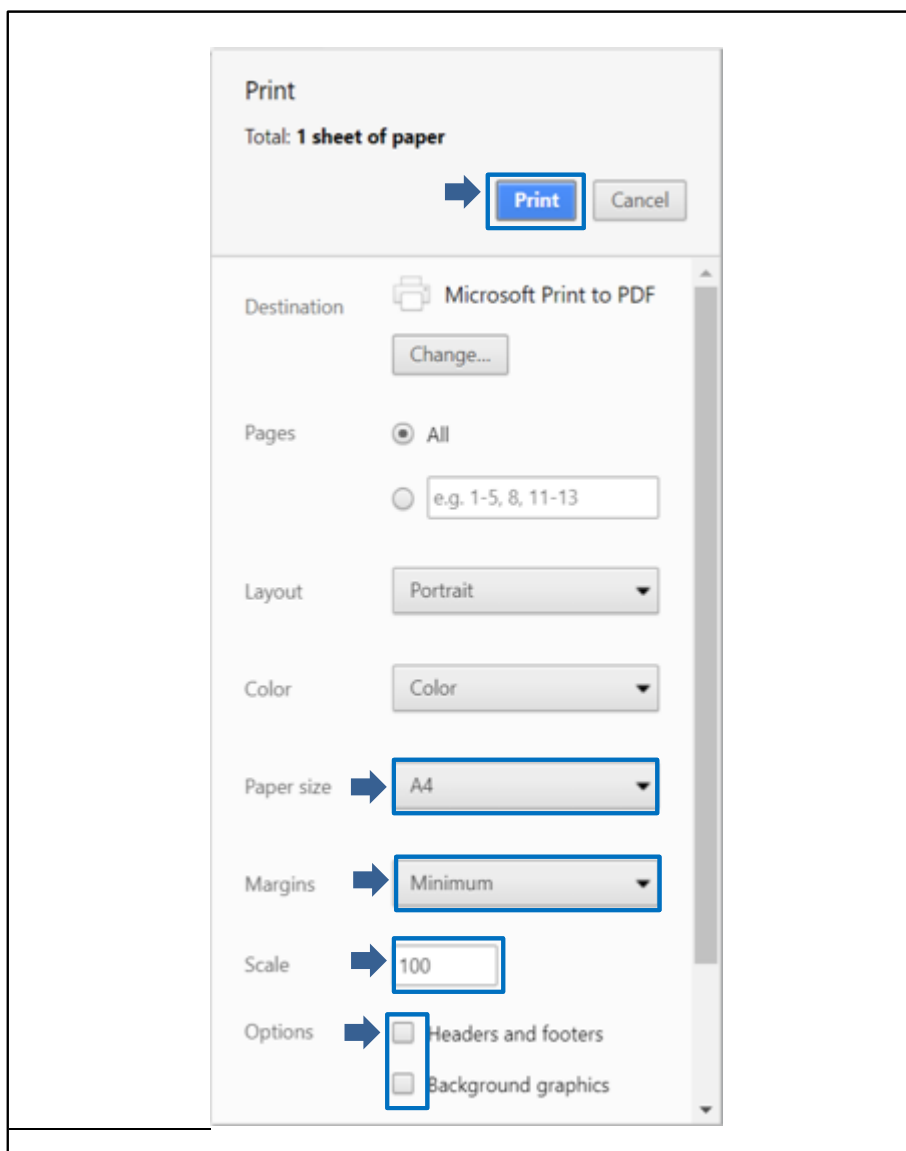 Print
Total: 1 sheet of paper
Print Cancel
Destination Microsoft Print to PDF
Change...
Pages All
e.g. 1-5, 8, 11-13
Layout Portrait
Color Color
Paper size A4
Margins Minimum
Scale 100
Options Headers and footers
Background graphics